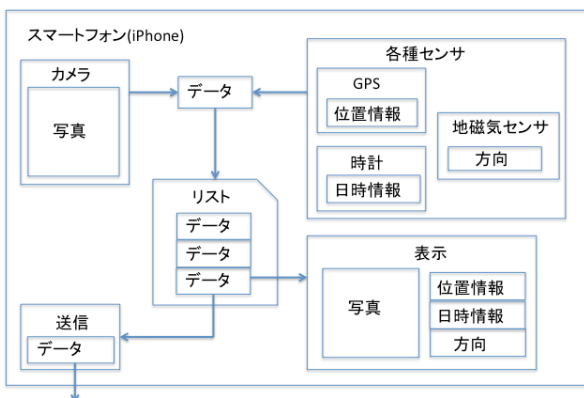 スマートフォン(iPhone)
カメラ
写真
データ
各種センサ
GPS
位置情報
地磁気センサ
方向
時計
日時情報
リスト
データ
データ
データ
表示
写真
位置情報
日時情報
方向
送信
データ